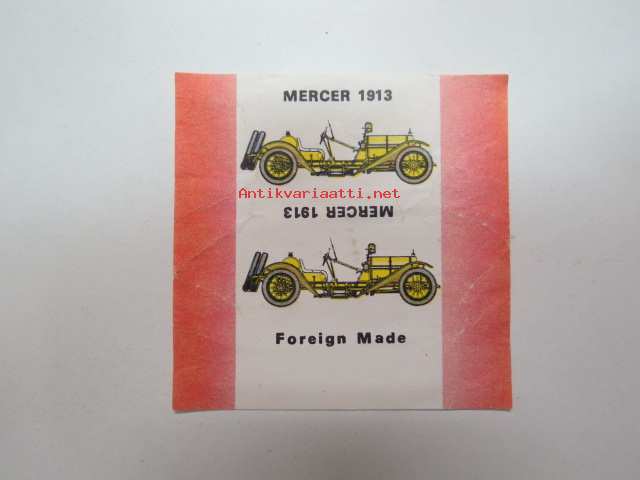 MERCER 1913
Antikvariaatti.net
MERCER 1913
Foreign Made